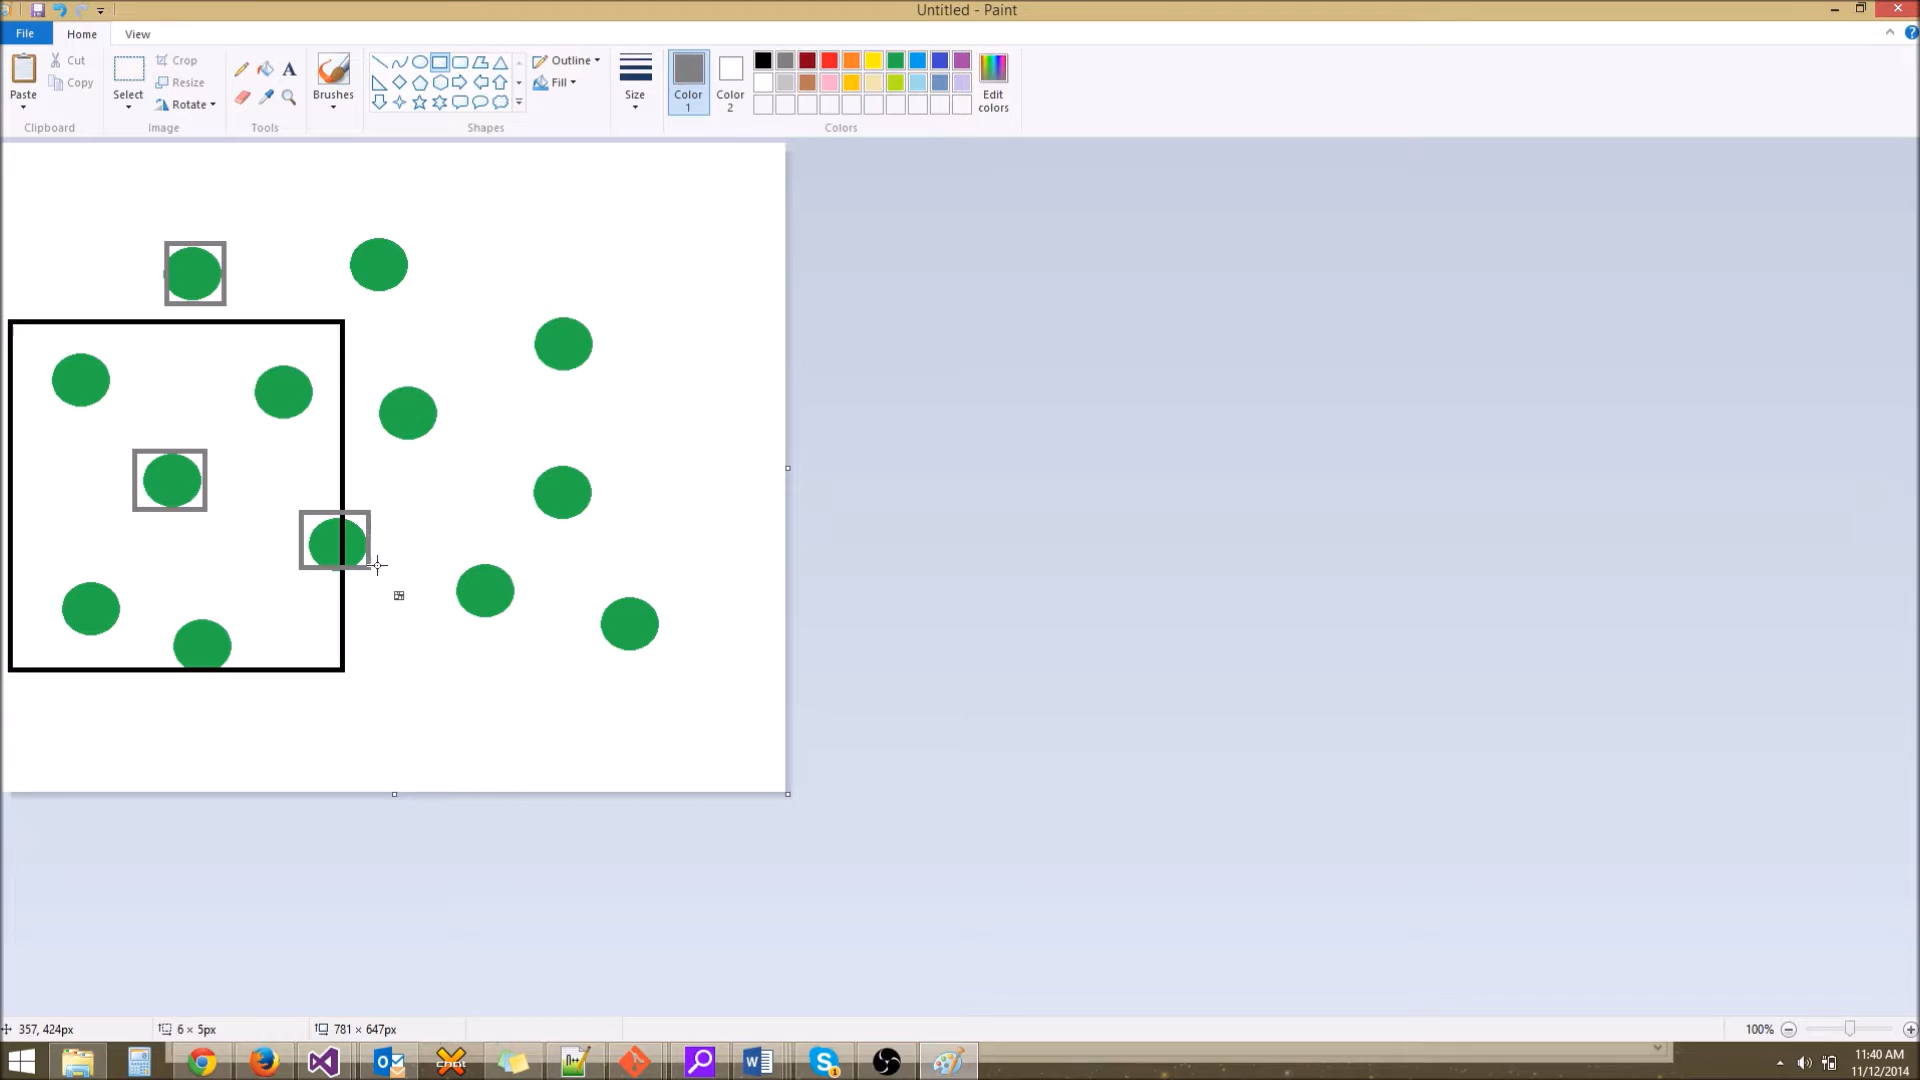 Untitled - Paint
File Home View
Paste
Cut
Copy
Clipboard
Select
Crop
Resize
Rotate
Image
Tools
Brushes
Shapes
Outline
Fill
Size
Color 1
Color 2
Edit colors
Colors
357, 424px
6 × 5px
781 × 647px
100%
11:40 AM
11/12/2014